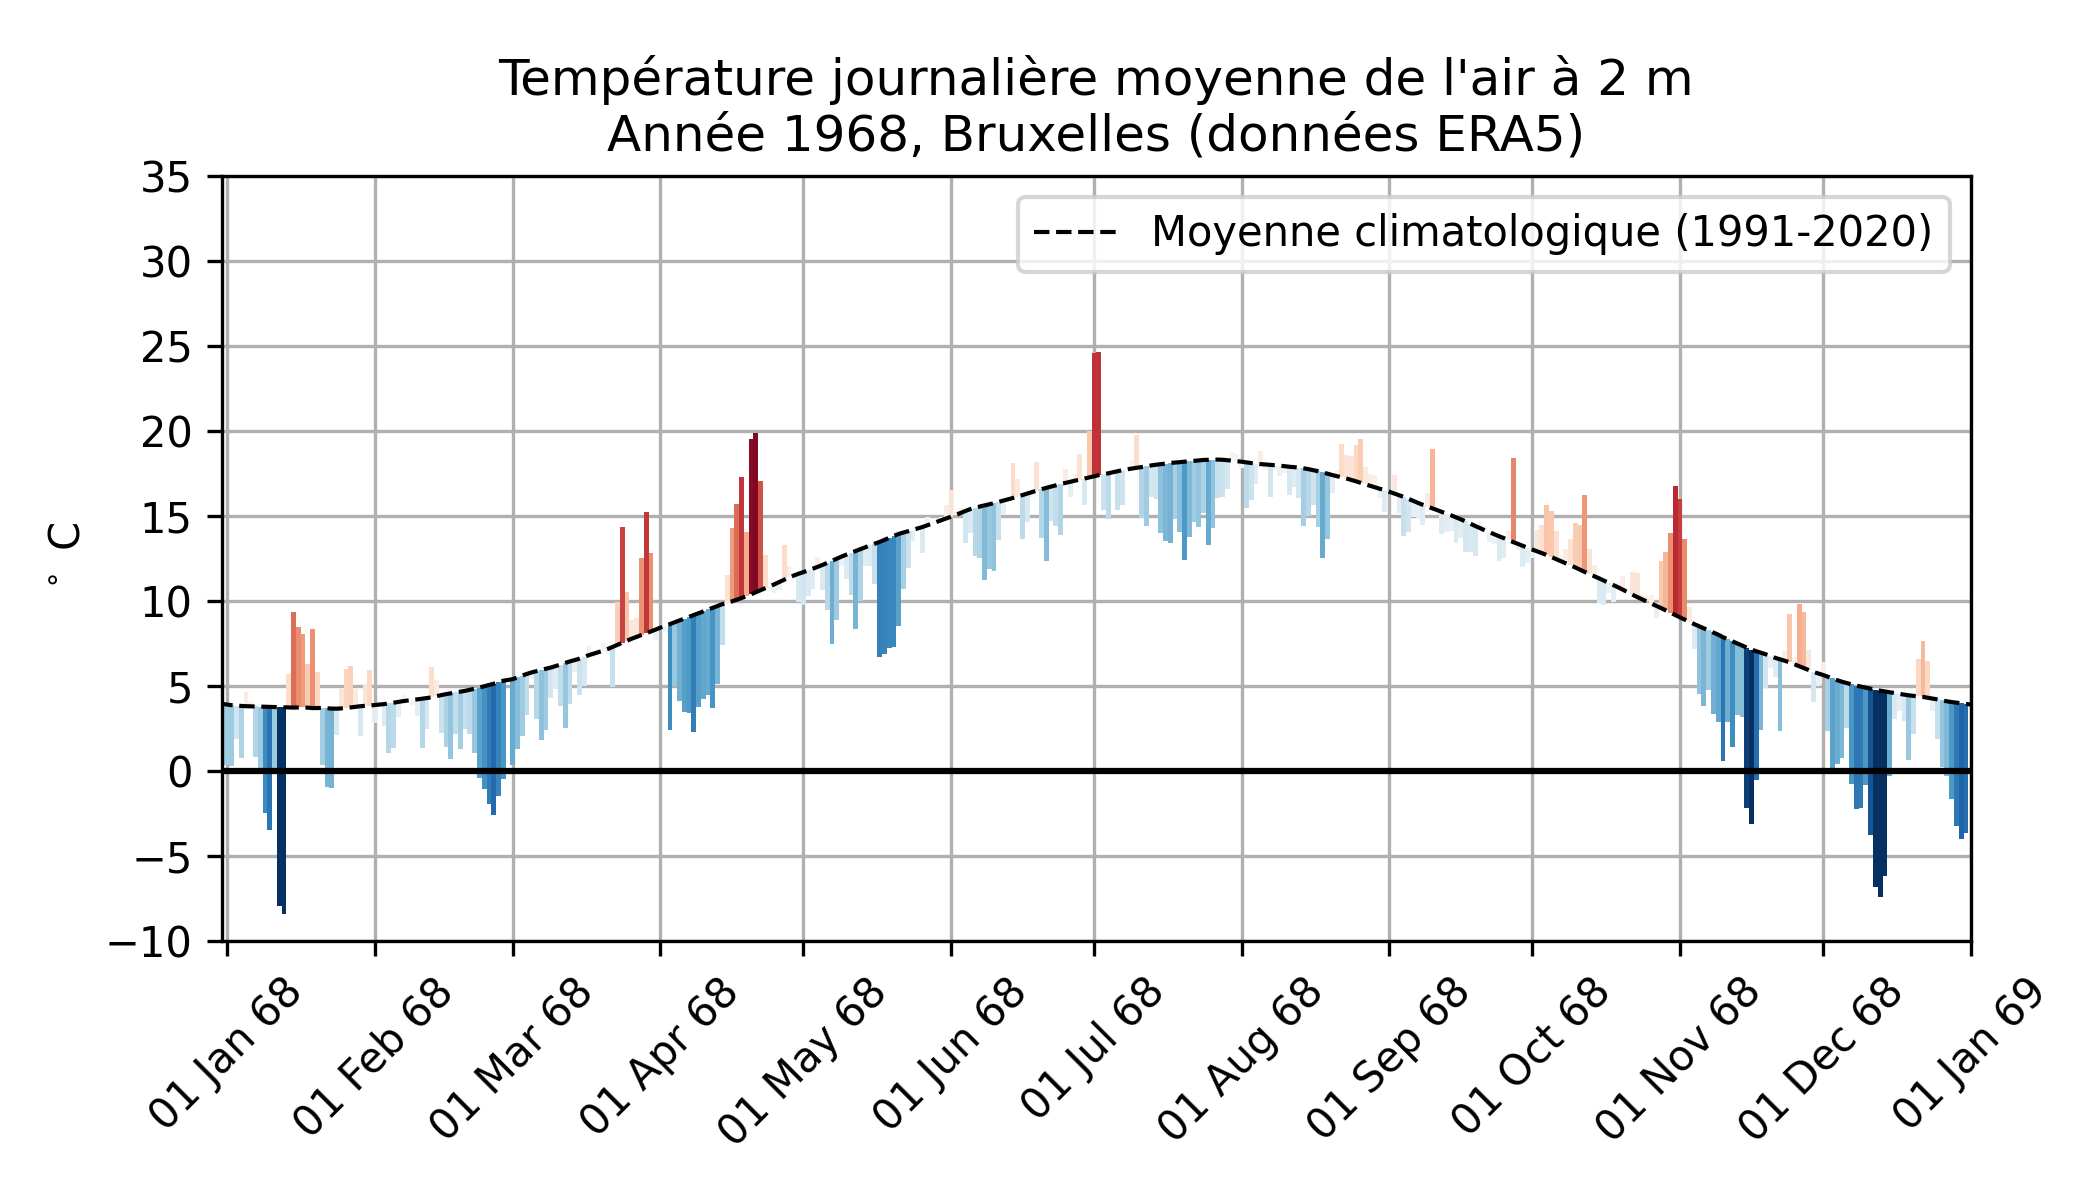 Température journalière moyenne de l'air à 2 m
Année 1968, Bruxelles (données ERA5)
Moyenne climatologique (1991-2020)
35
30
25
20
15
10
5
0
−5
−10
° C
01 Jan 68
01 Feb 68
01 Mar 68
01 Apr 68
01 May 68
01 Jun 68
01 Jul 68
01 Aug 68
01 Sep 68
01 Oct 68
01 Nov 68
01 Dec 68
01 Jan 69